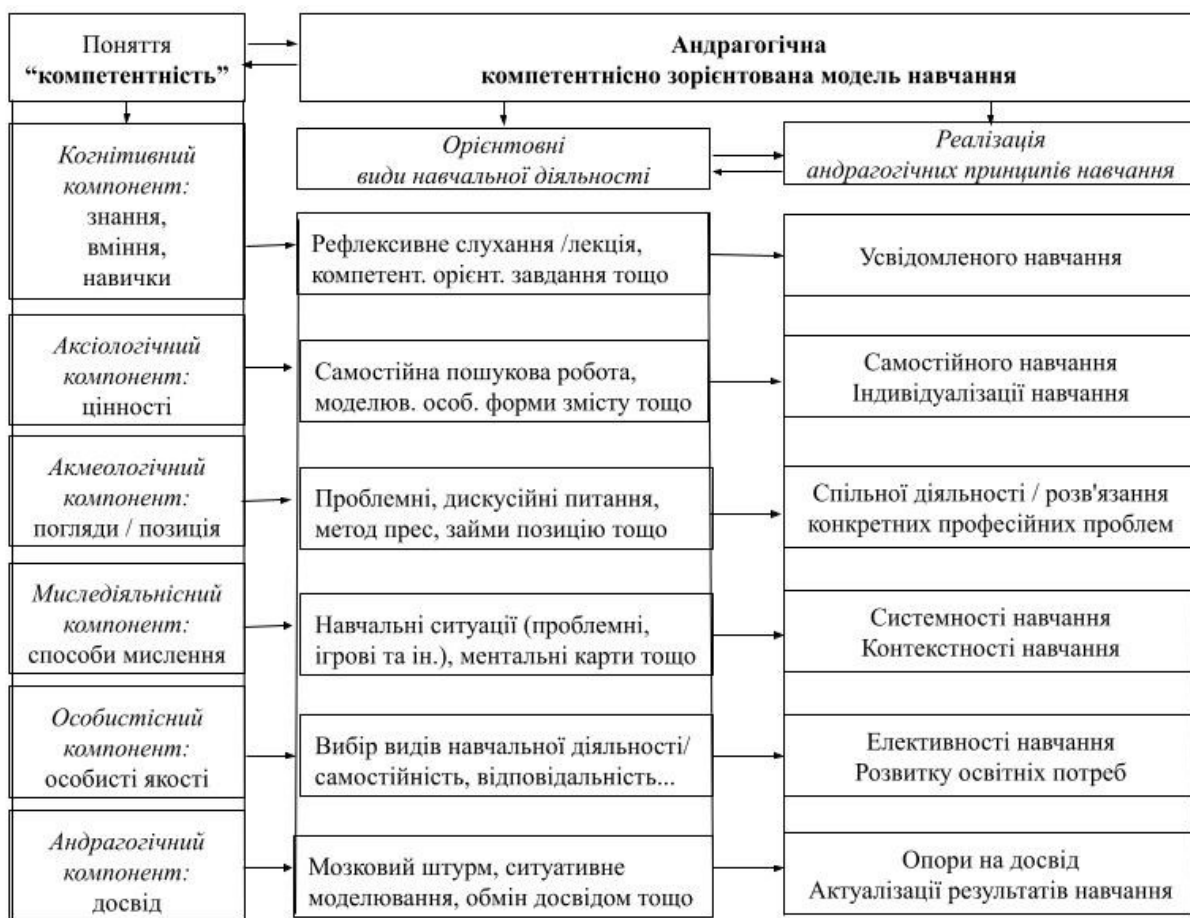 Поняття
“компетентність”
Андрагогічна
компетентнісно зорієнтована модель навчання
Орієнтовні
види навчальної діяльності
Реалізація
андрагогічних принципів навчання
Когнітивний
компонент:
знання,
вміння,
навички
Рефлексивне слухання /лекція,
компетент. орієнт. завдання тощо
Усвідомленого навчання
Аксіологічний
компонент:
цінності
Самостійна пошукова робота,
моделюв. особ. форми змісту тощо
Самостійного навчання
Індивідуалізації навчання
Акмеологічний
компонент:
погляди / позиція
Проблемні, дискусійні питання,
метод прес, займи позицію тощо
Спільної діяльності / розв'язання
конкретних професійних проблем
Миследіяльнісний
компонент:
способи мислення
Навчальні ситуації (проблемні,
ігрові та ін.), ментальні карти тощо
Системності навчання
Контекстності навчання
Особистісний
компонент:
особисті якості
Вибір видів навчальної діяльності/
самостійність, відповідальність...
Елективності навчання
Розвитку освітніх потреб
Андрагогічний
компонент:
досвід
Мозковий штурм, ситуативне
моделювання, обмін досвідом тощо
Опори на досвід
Актуалізації результатів навчання